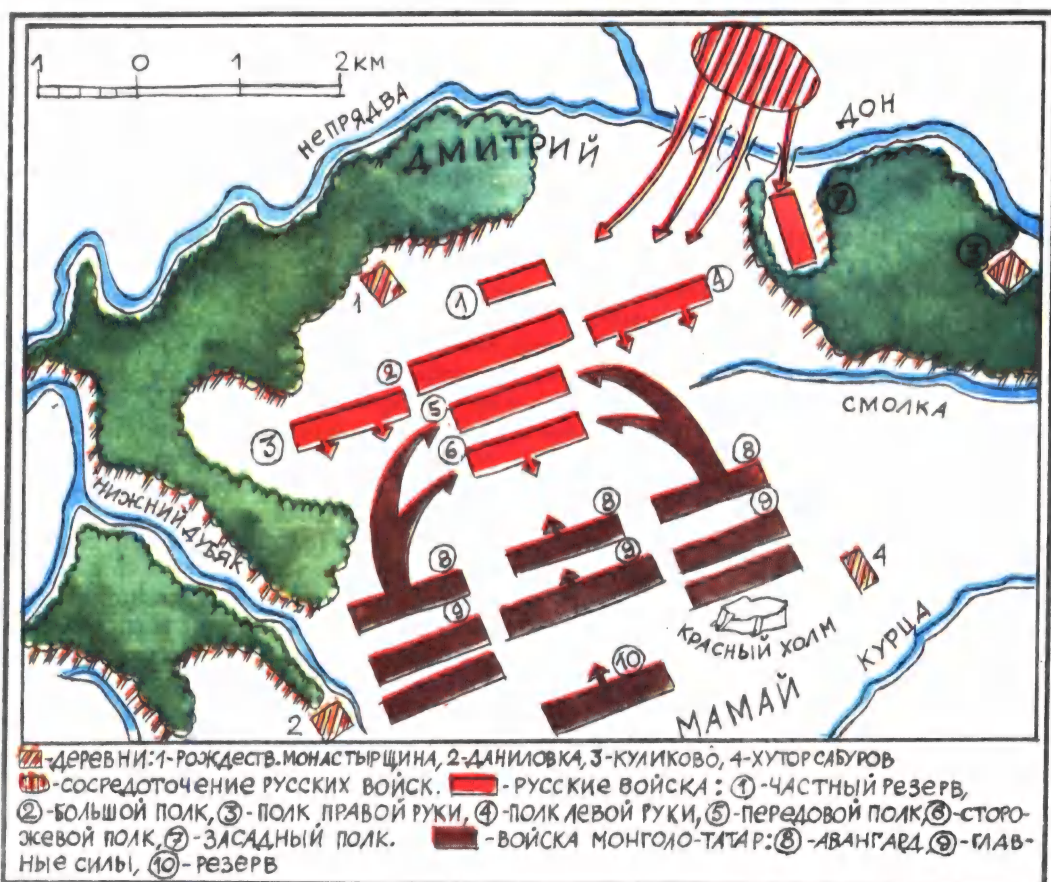 1 0 1 2 КМ
НЕПРЯДВА
ДМИТРИЙ
ДОН
7
3
1
1
4
2
3
5
6
СМОЛКА
8
8
9
НИЖНИЙ ДУБЯК
8
9
9
4
КРАСНЫЙ ХОЛМ
КУРЦА
10
2
МАМАЙ
-ДЕРЕВНИ: 1-РОЖДЕСТВ. МОНАСТЫРЩИНА, 2-ДАНИЛОВКА, 3-КУЛИКОВО, 4-ХУТОР САБУРОВ
-СОСРЕДОТОЧЕНИЕ РУССКИХ ВОЙСК. -РУССКИЕ ВОЙСКА: 1-ЧАСТНЫЙ РЕЗЕРВ,
2-БОЛЬШОЙ ПОЛК, 3-ПОЛК ПРАВОЙ РУКИ, 4-ПОЛК ЛЕВОЙ РУКИ, 5-ПЕРЕДОВОЙ ПОЛК, 6-СТОРО-
ЖЕВОЙ ПОЛК, 7-ЗАСАДНЫЙ ПОЛК. -ВОЙСКА МОНГОЛО-ТАТАР: 8-АВАНГАРД, 9-ГЛАВ-
НЫЕ СИЛЫ, 10-РЕЗЕРВ